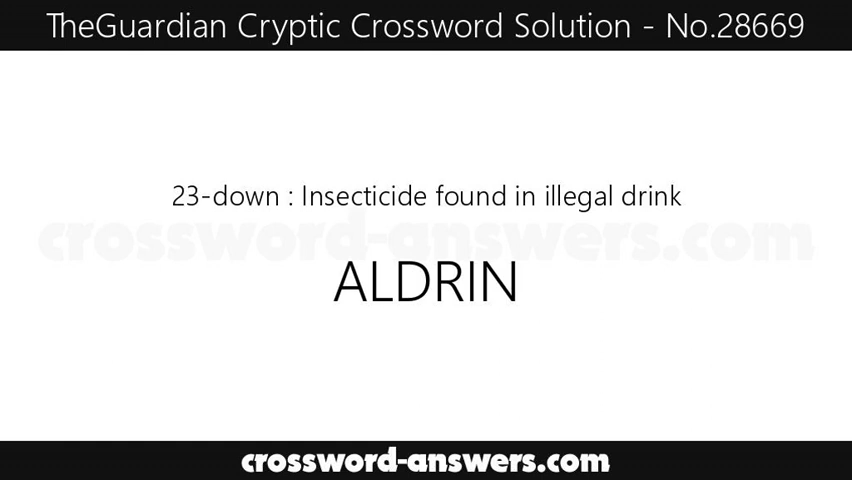 TheGuardian Cryptic Crossword Solution - No.28669
23-down : Insecticide found in illegal drink
crossword-answers.com
ALDRIN
crossword-answers.com